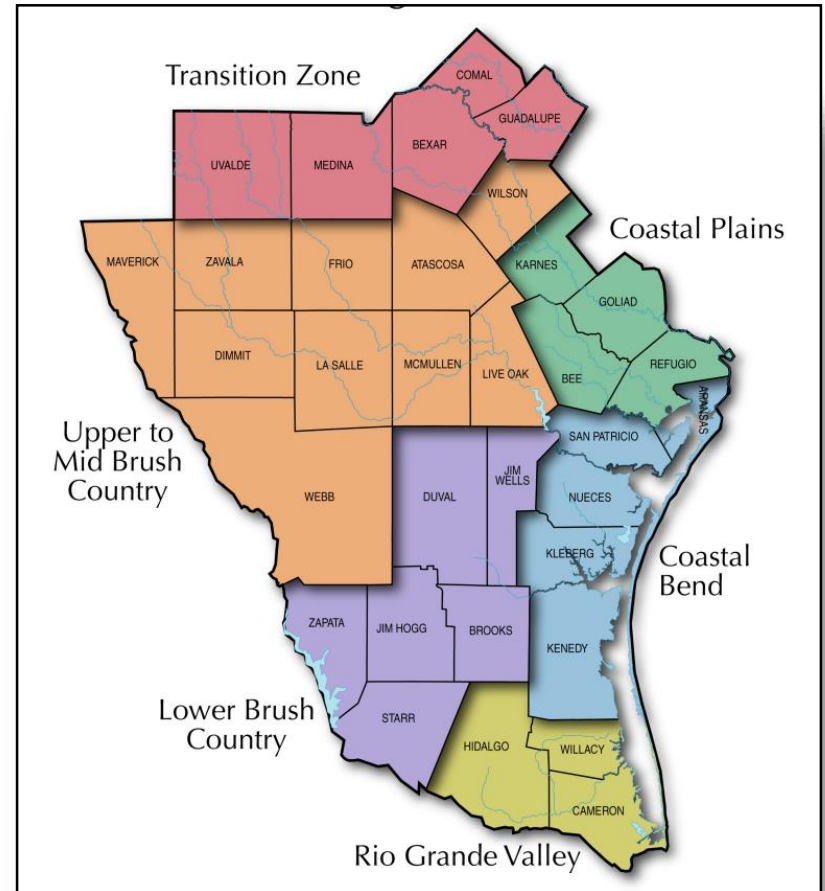 Transition Zone
COMAL
GUADALUPE
BEXAR
UVALDE
MEDINA
WILSON
Coastal Plains
MAVERICK
ZAVALA
FRIO
ATASCOSA
KARNES
GOLIAD
DIMMIT
LA SALLE
MCMULLEN
LIVE OAK
BEE
REFUGIO
ARANSAS
Upper to
Mid Brush
Country
SAN PATRICIO
WEBB
DUVAL
JIM
WELLS
NUECES
KLEBERG
Coastal
Bend
ZAPATA
JIM HOGG
BROOKS
KENEDY
Lower Brush
Country
STARR
HIDALGO
WILLACY
CAMERON
Rio Grande Valley